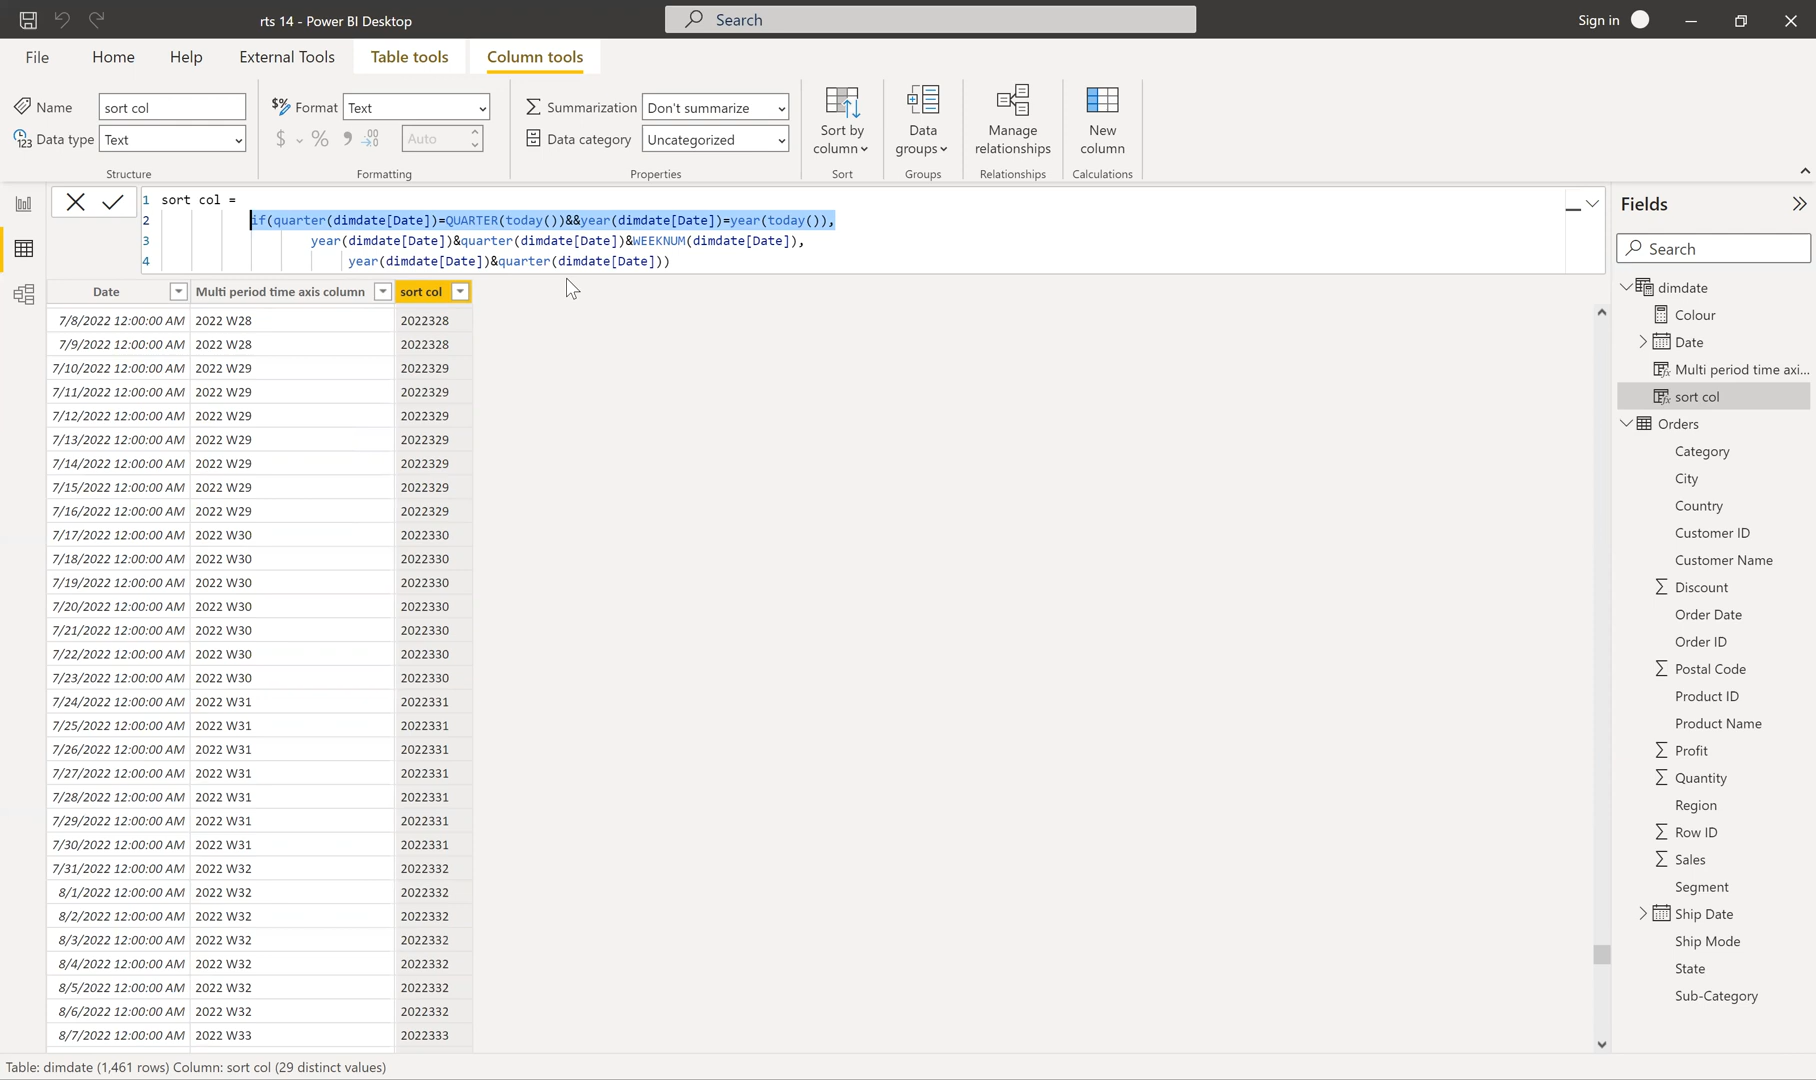 rts 14 - Power BI Desktop
Search
Sign in
File
Home
Help
External Tools
Table tools
Column tools
Name
sort col
Data type
Text
Structure
Format
Text
$ % 
Auto
Formatting
Summarization
Don't summarize
Data category
Uncategorized
Properties
Sort by
column
Sort
Data
groups
Groups
Manage
relationships
Relationships
New
column
Calculations
1 sort col =
2 if(quarter(dimdate[Date])=QUARTER(today())&&year(dimdate[Date])=year(today()),
3 year(dimdate[Date])&quarter(dimdate[Date])&WEEKNUM(dimdate[Date]),
4 year(dimdate[Date])&quarter(dimdate[Date]))
Date Multi period time axis column sort col
7/8/2022 12:00:00 AM 2022 W28 2022328
7/9/2022 12:00:00 AM 2022 W28 2022328
7/10/2022 12:00:00 AM 2022 W29 2022329
7/11/2022 12:00:00 AM 2022 W29 2022329
7/12/2022 12:00:00 AM 2022 W29 2022329
7/13/2022 12:00:00 AM 2022 W29 2022329
7/14/2022 12:00:00 AM 2022 W29 2022329
7/15/2022 12:00:00 AM 2022 W29 2022329
7/16/2022 12:00:00 AM 2022 W29 2022329
7/17/2022 12:00:00 AM 2022 W30 2022330
7/18/2022 12:00:00 AM 2022 W30 2022330
7/19/2022 12:00:00 AM 2022 W30 2022330
7/20/2022 12:00:00 AM 2022 W30 2022330
7/21/2022 12:00:00 AM 2022 W30 2022330
7/22/2022 12:00:00 AM 2022 W30 2022330
7/23/2022 12:00:00 AM 2022 W30 2022330
7/24/2022 12:00:00 AM 2022 W31 2022331
7/25/2022 12:00:00 AM 2022 W31 2022331
7/26/2022 12:00:00 AM 2022 W31 2022331
7/27/2022 12:00:00 AM 2022 W31 2022331
7/28/2022 12:00:00 AM 2022 W31 2022331
7/29/2022 12:00:00 AM 2022 W31 2022331
7/30/2022 12:00:00 AM 2022 W31 2022331
7/31/2022 12:00:00 AM 2022 W32 2022332
8/1/2022 12:00:00 AM 2022 W32 2022332
8/2/2022 12:00:00 AM 2022 W32 2022332
8/3/2022 12:00:00 AM 2022 W32 2022332
8/4/2022 12:00:00 AM 2022 W32 2022332
8/5/2022 12:00:00 AM 2022 W32 2022332
8/6/2022 12:00:00 AM 2022 W32 2022332
8/7/2022 12:00:00 AM 2022 W33 2022333
Fields
Search
dimdate
Colour
Date
Multi period time axi...
sort col
Orders
Category
City
Country
Customer ID
Customer Name
Discount
Order Date
Order ID
Postal Code
Product ID
Product Name
Profit
Quantity
Region
Row ID
Sales
Segment
Ship Date
Ship Mode
State
Sub-Category
Table: dimdate (1,461 rows) Column: sort col (29 distinct values)